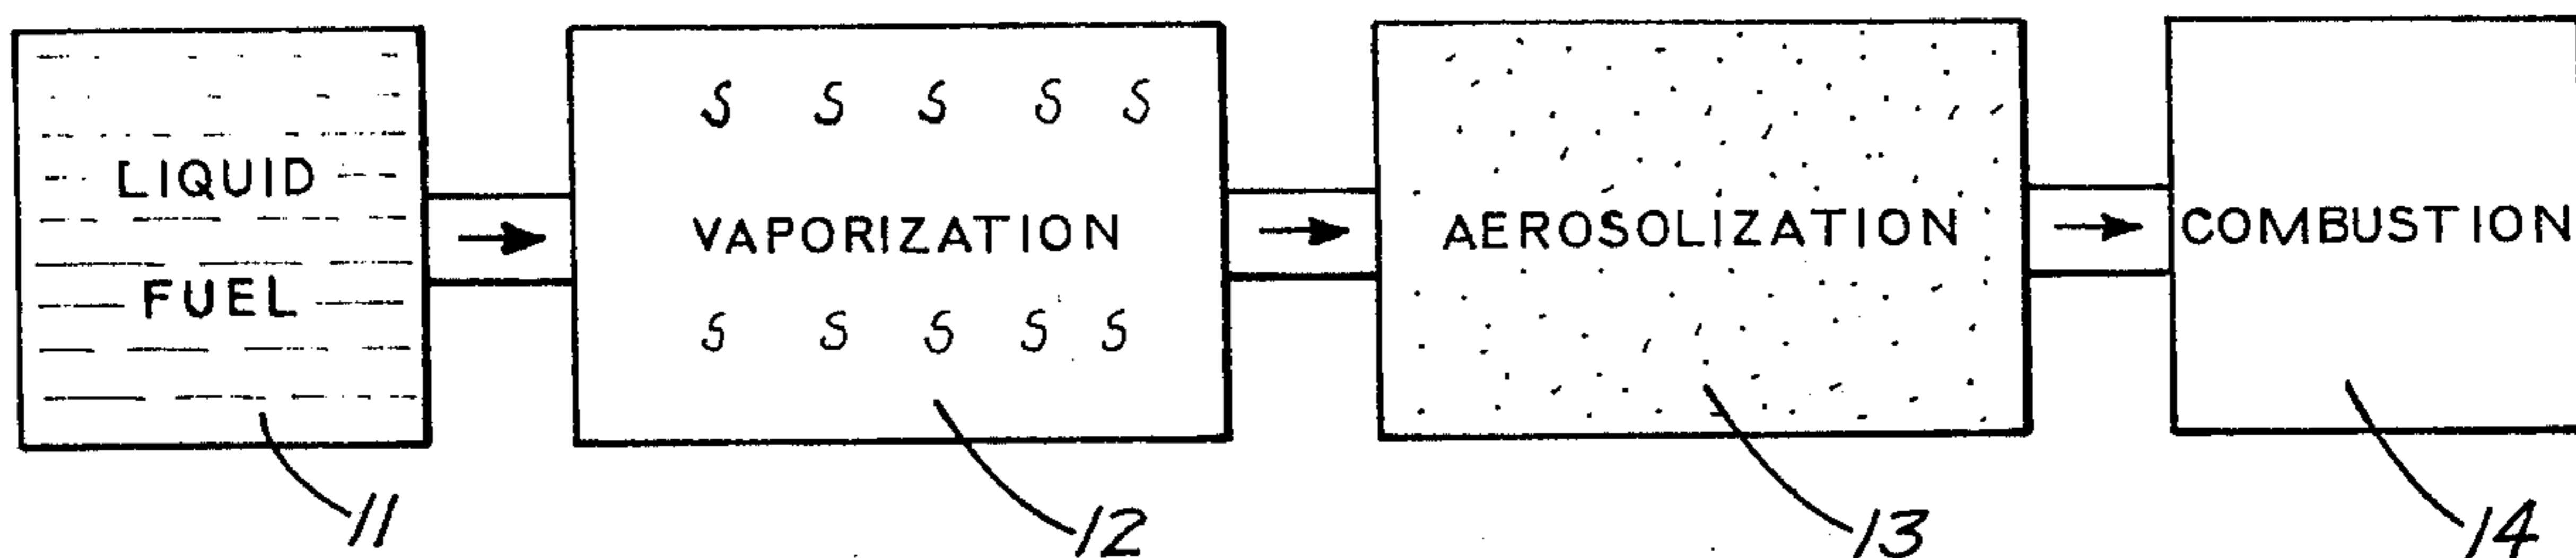 LIQUID
FUEL
VAPORIZATION
S S S S S
S S S S S
AEROSOLIZATION
COMBUSTION
11
12
13
14